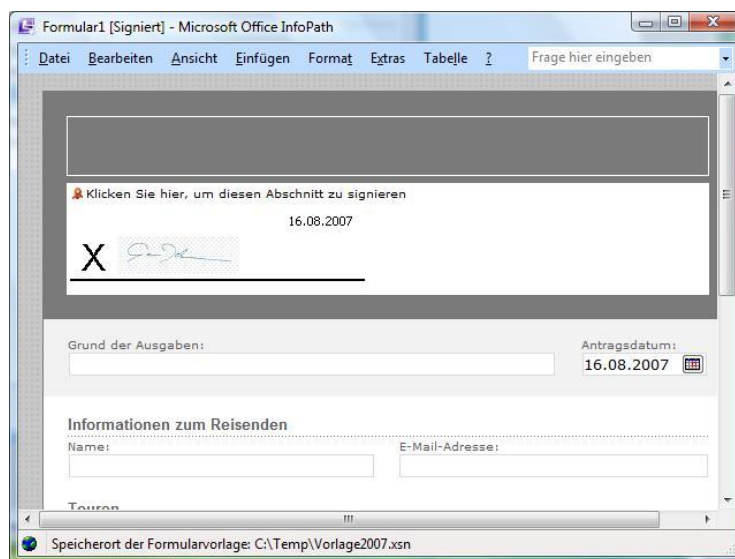 Formular1 [Signiert] - Microsoft Office InfoPath
Datei Bearbeiten Ansicht Einfügen Format Extras Tabelle ? Frage hier eingeben
Klicken Sie hier, um diesen Abschnitt zu signieren
16.08.2007
X
Grund der Ausgaben: Antragsdatum:
16.08.2007
Informationen zum Reisenden
Name: E-Mail-Adresse:
Touren
Speicherort der Formularvorlage: C:\Temp\Vorlage2007.xsn